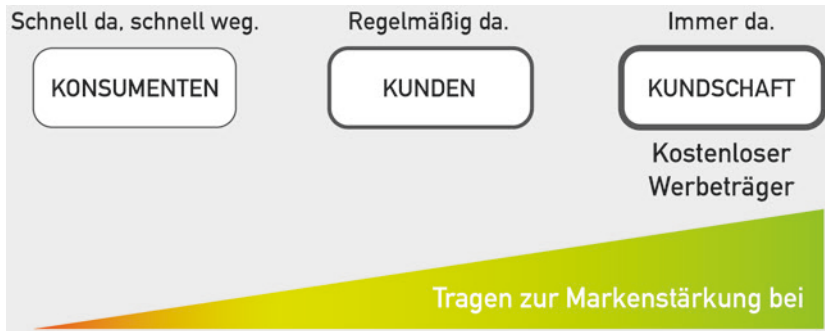 Schnell da, schnell weg.
Regelmäßig da.
Immer da.
KONSUMENTEN
KUNDEN
KUNDSCHAFT
Kostenloser
Werbeträger
Tragen zur Markenstärkung bei